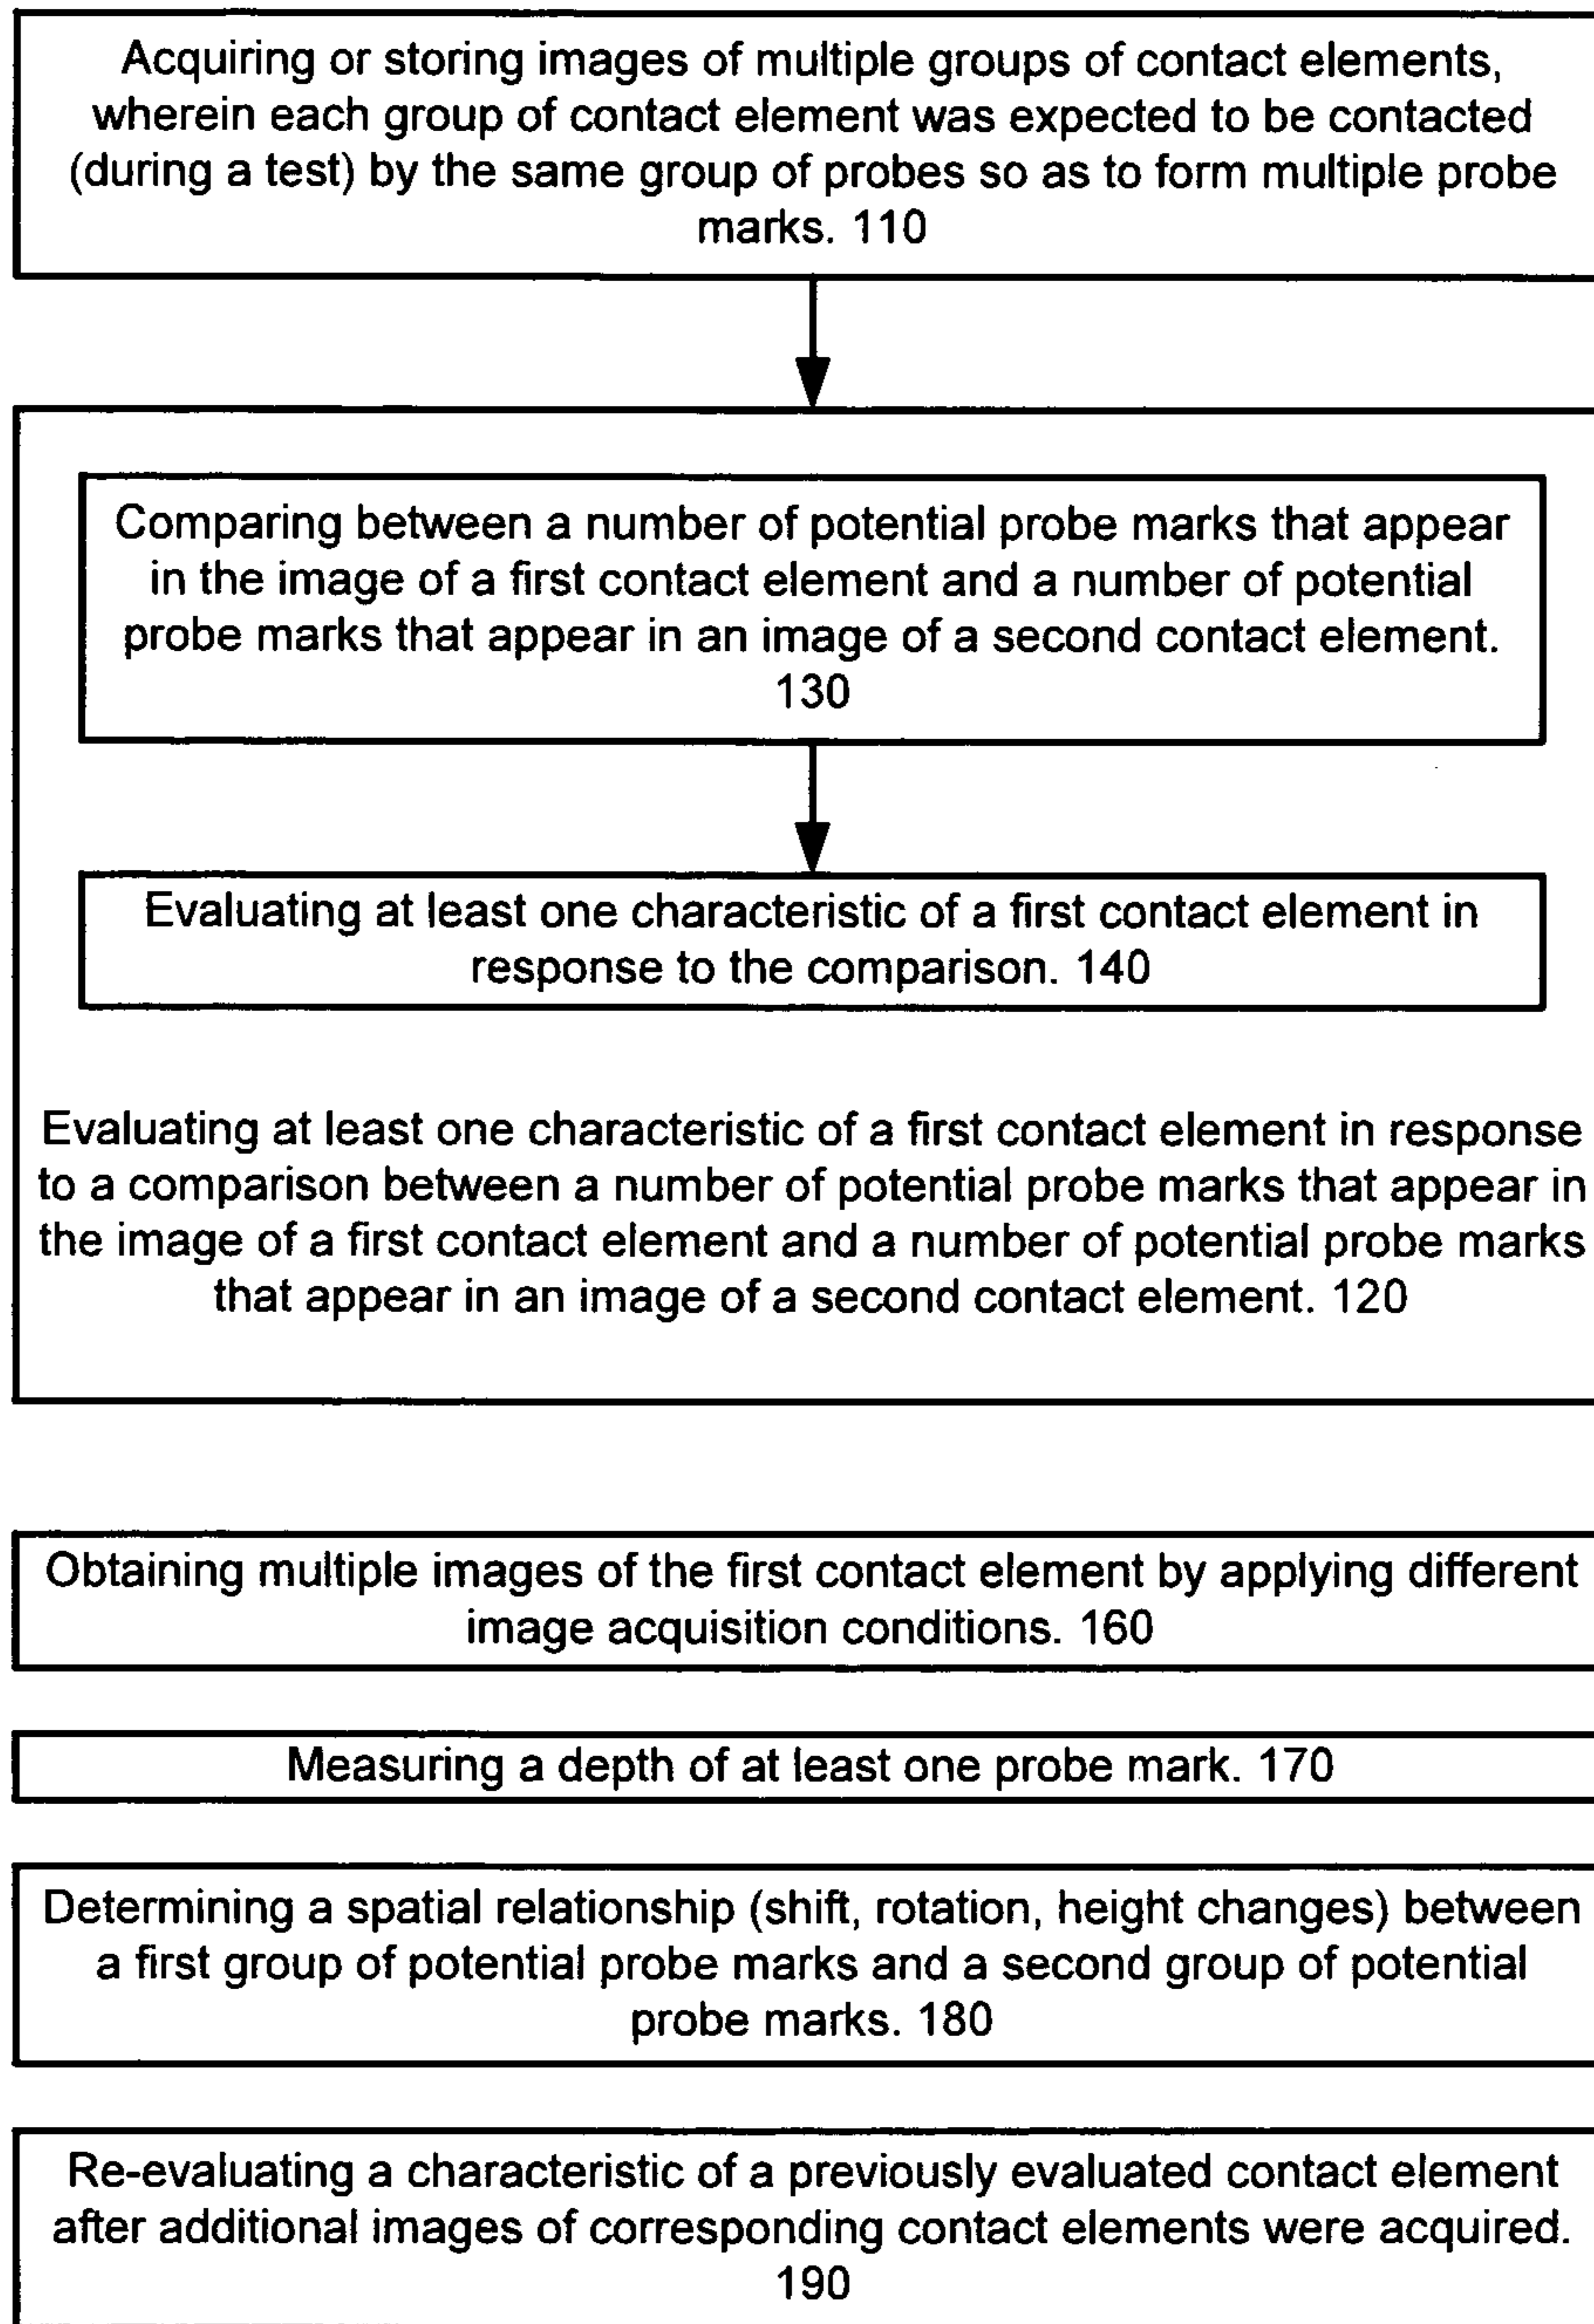 Acquiring or storing images of multiple groups of contact elements,
wherein each group of contact element was expected to be contacted
(during a test) by the same group of probes so as to form multiple probe
marks. 110
Comparing between a number of potential probe marks that appear
in the image of a first contact element and a number of potential
probe marks that appear in an image of a second contact element.
130
Evaluating at least one characteristic of a first contact element in
response to the comparison. 140
Evaluating at least one characteristic of a first contact element in response
to a comparison between a number of potential probe marks that appear in
the image of a first contact element and a number of potential probe marks
that appear in an image of a second contact element. 120
Obtaining multiple images of the first contact element by applying different
image acquisition conditions. 160
Measuring a depth of at least one probe mark. 170
Determining a spatial relationship (shift, rotation, height changes) between
a first group of potential probe marks and a second group of potential
probe marks. 180
Re-evaluating a characteristic of a previously evaluated contact element
after additional images of corresponding contact elements were acquired.
190